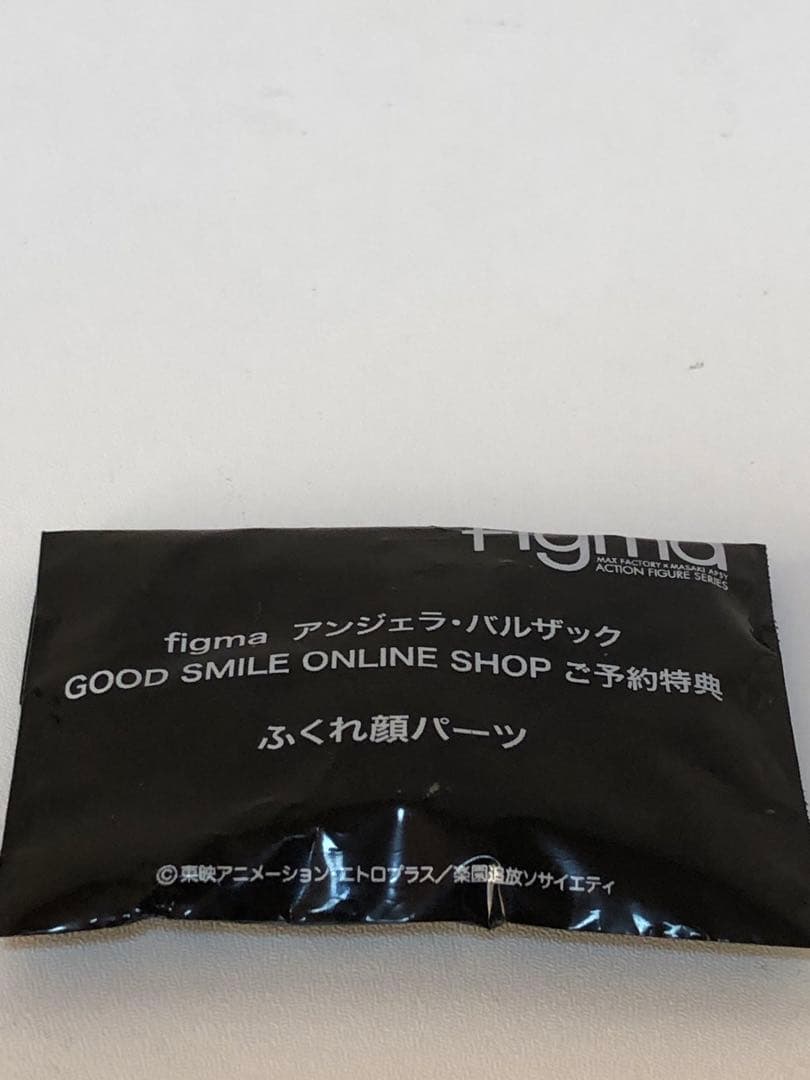 figma
MAX FACTORY × MASAKI APSY
ACTION FIGURE SERIES
figma アンジェラ・バルザック
GOOD SMILE ONLINE SHOP ご予約特典
ふくれ顔パーツ
©東映アニメーション・ニトロプラス/楽園追放ソサイエティ